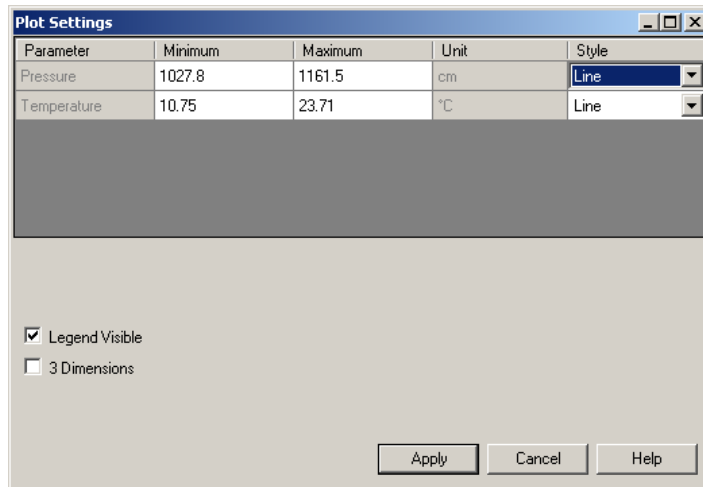 Plot Settings
Parameter Minimum Maximum Unit Style
Pressure 1027.8 1161.5 cm Line
Temperature 10.75 23.71 °C Line
Legend Visible
3 Dimensions
Apply Cancel Help